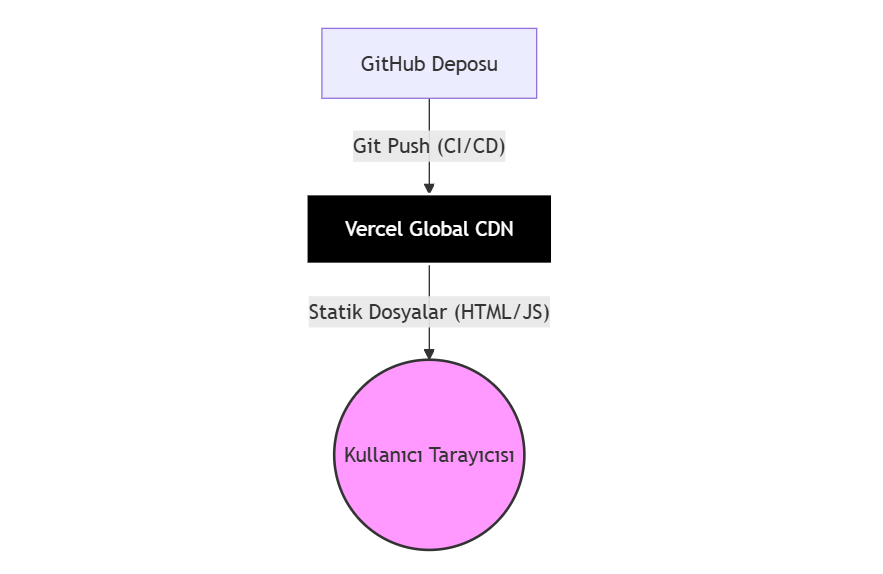 GitHub Deposu
Git Push (CI/CD)
Vercel Global CDN
Statik Dosyalar (HTML/JS)
Kullanıcı Tarayıcısı